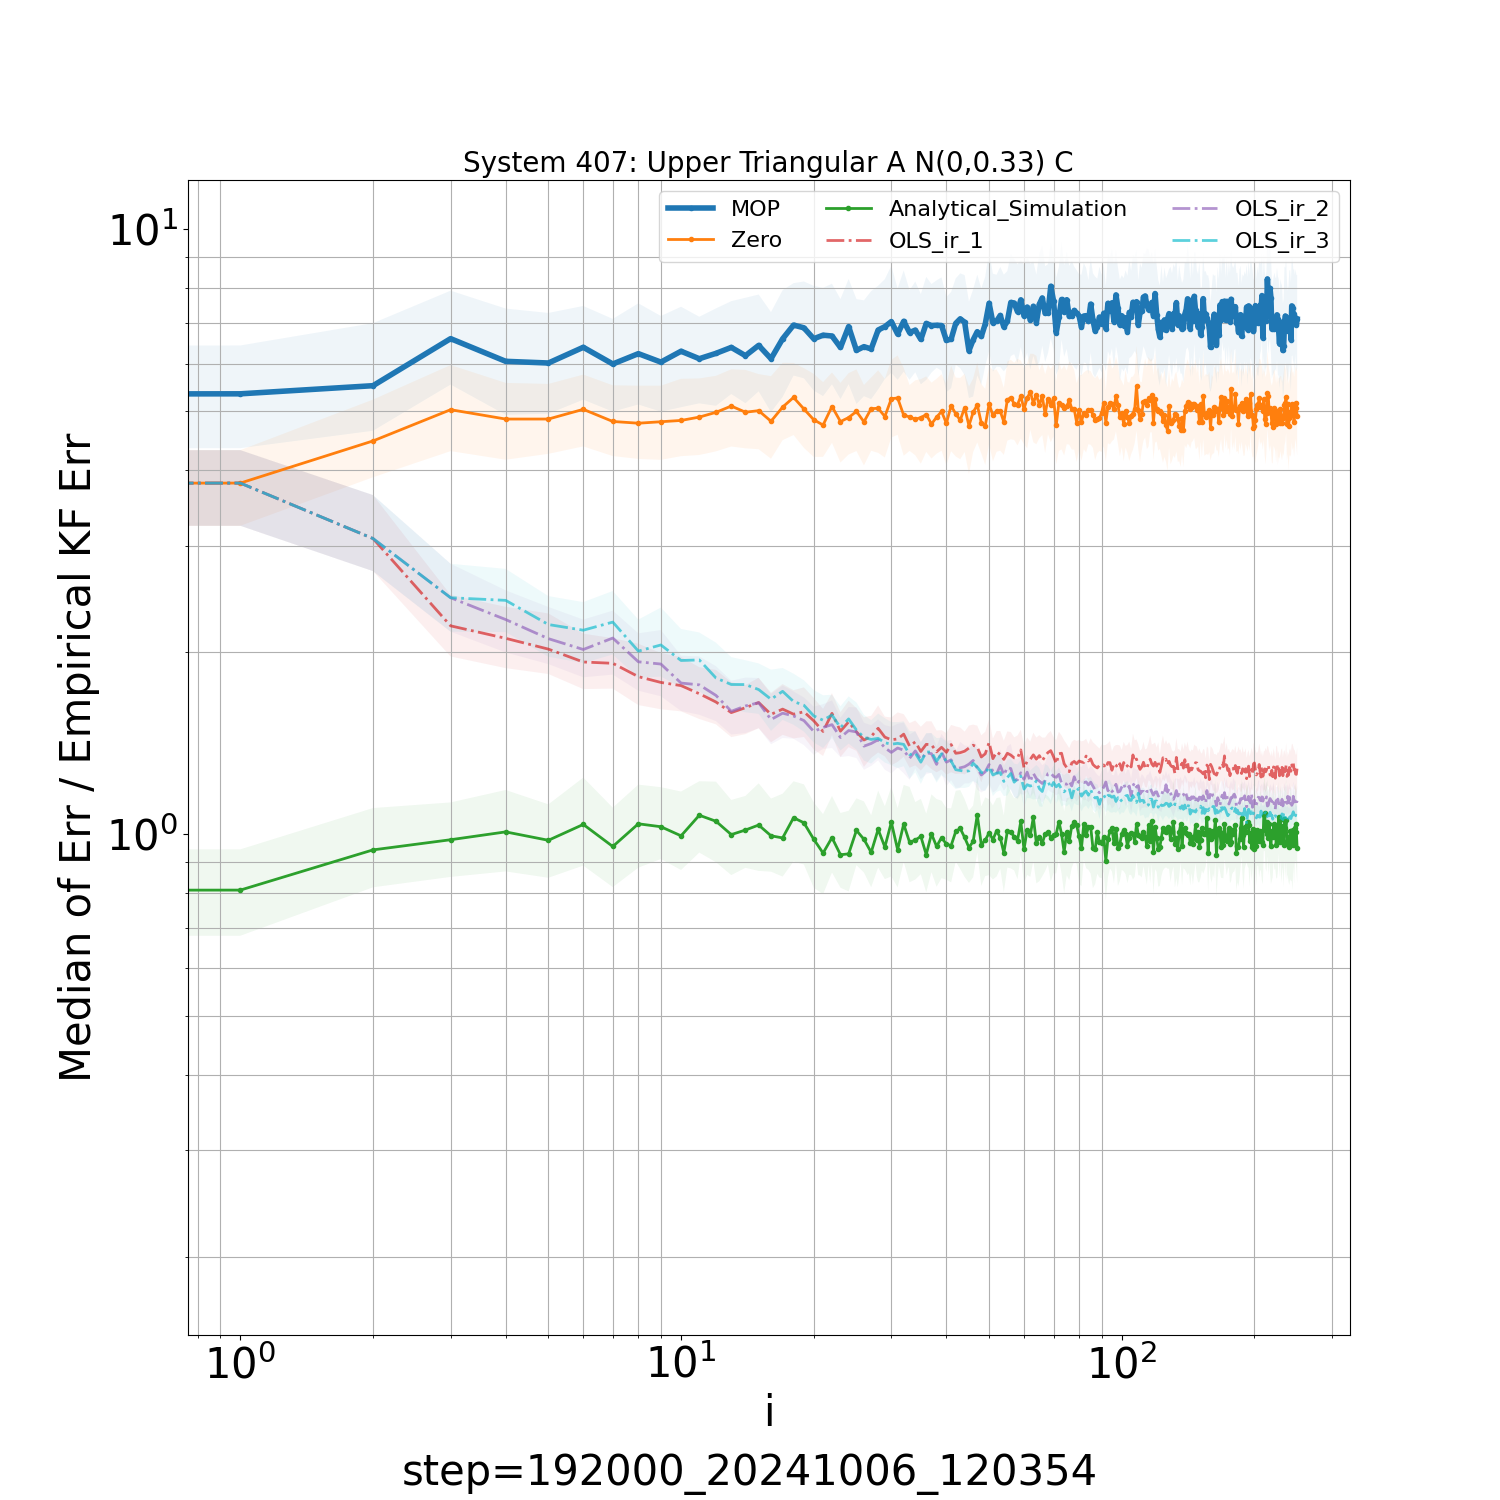 System 407: Upper Triangular A N(0,0.33) C
MOP
Zero
Analytical_Simulation
OLS_ir_1
OLS_ir_2
OLS_ir_3
Median of Err / Empirical KF Err
10¹
10⁰
10⁰ 10¹ 10²
i
step=192000_20241006_120354